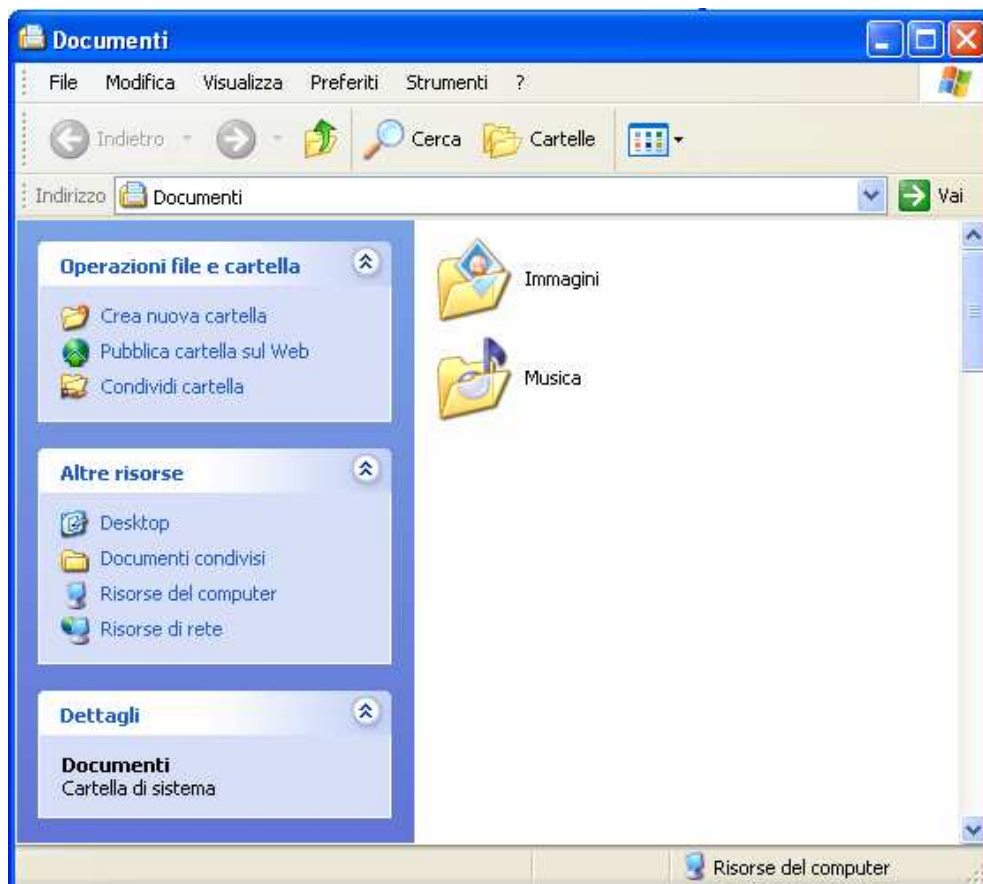 Documenti
File Modifica Visualizza Preferiti Strumenti ?
Indietro Cerca Cartelle
Indirizzo Documenti Vai
Operazioni file e cartella
Crea nuova cartella
Pubblica cartella sul Web
Condividi cartella
Altre risorse
Desktop
Documenti condivisi
Risorse del computer
Risorse di rete
Dettagli
Documenti
Cartella di sistema
Immagini
Musica
Risorse del computer